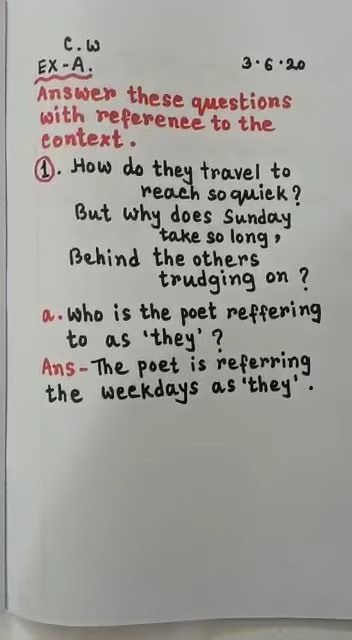 C.W
EX-A. 3.6.20
Answer these questions
with reference to the
context.
1. How do they travel to
reach so quick?
But why does Sunday
take so long,
Behind the others
trudging on?
a. Who is the poet reffering
to as 'they'?
Ans- The poet is referring
the weekdays as 'they'.